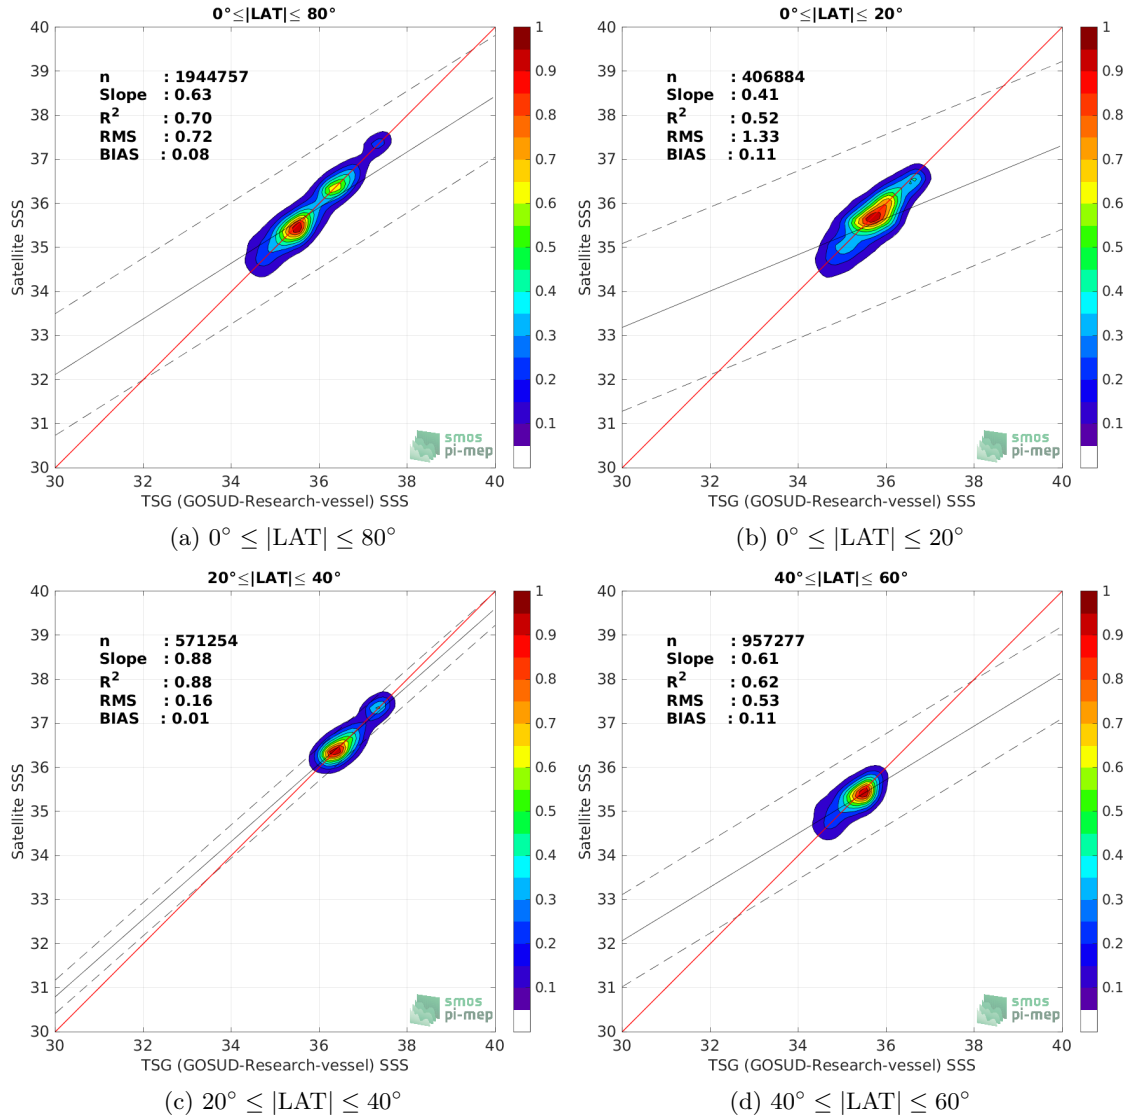 0°≤|LAT|≤ 80°
40
39
38
37
36
35
34
33
32
31
30
30
32
34
36
38
40
Satellite SSS
TSG (GOSUD-Research-vessel) SSS
n : 1944757
Slope : 0.63
R² : 0.70
RMS : 0.72
BIAS : 0.08
smos
pi-mep
1
0.9
0.8
0.7
0.6
0.5
0.4
0.3
0.2
0.1
(a) 0° ≤ |LAT| ≤ 80°
0°≤|LAT|≤ 20°
40
39
38
37
36
35
34
33
32
31
30
30
32
34
36
38
40
Satellite SSS
TSG (GOSUD-Research-vessel) SSS
n : 406884
Slope : 0.41
R² : 0.52
RMS : 1.33
BIAS : 0.11
smos
pi-mep
1
0.9
0.8
0.7
0.6
0.5
0.4
0.3
0.2
0.1
(b) 0° ≤ |LAT| ≤ 20°
20°≤|LAT|≤ 40°
40
39
38
37
36
35
34
33
32
31
30
30
32
34
36
38
40
Satellite SSS
TSG (GOSUD-Research-vessel) SSS
n : 571254
Slope : 0.88
R² : 0.88
RMS : 0.16
BIAS : 0.01
smos
pi-mep
1
0.9
0.8
0.7
0.6
0.5
0.4
0.3
0.2
0.1
(c) 20° ≤ |LAT| ≤ 40°
40°≤|LAT|≤ 60°
40
39
38
37
36
35
34
33
32
31
30
30
32
34
36
38
40
Satellite SSS
TSG (GOSUD-Research-vessel) SSS
n : 957277
Slope : 0.61
R² : 0.62
RMS : 0.53
BIAS : 0.11
smos
pi-mep
1
0.9
0.8
0.7
0.6
0.5
0.4
0.3
0.2
0.1
(d) 40° ≤ |LAT| ≤ 60°